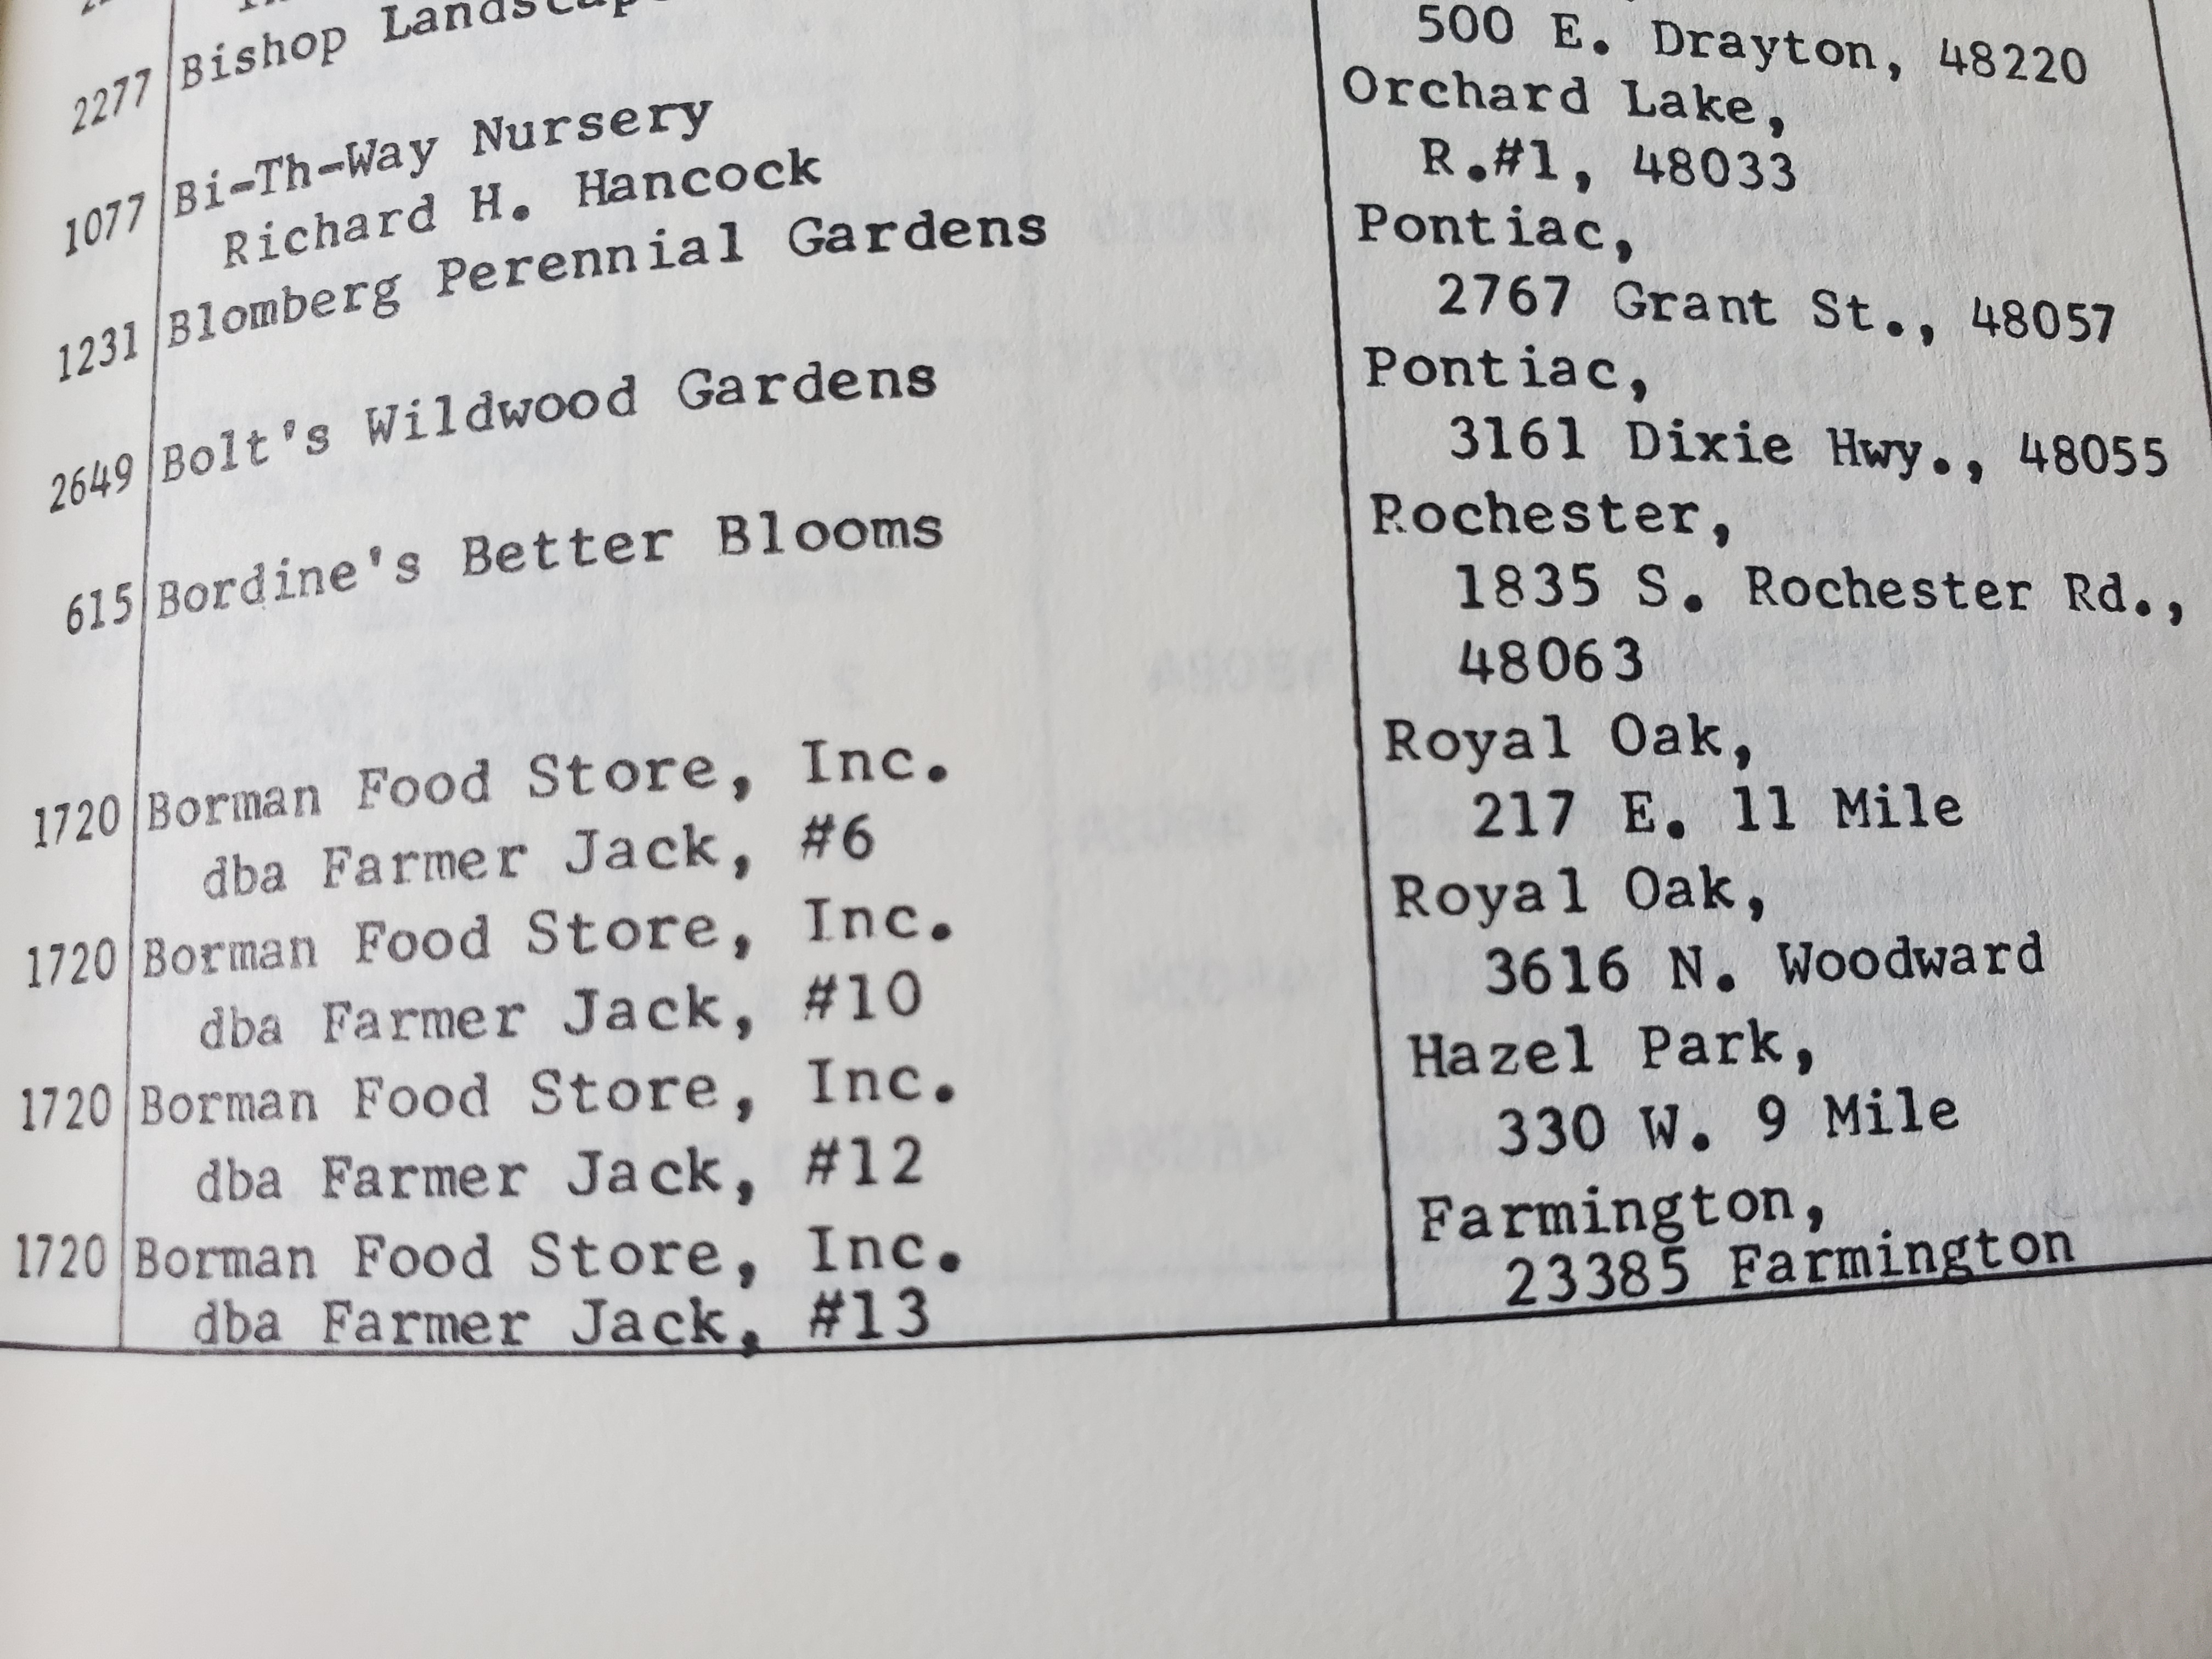 2277 Bishop
500 E. Drayton, 48220
1077 Bi-Th-Way Nursery Orchard Lake,
Richard H. Hancock R.#1, 48033
1231 Blomberg Perennial Gardens Pontiac,
2767 Grant St., 48057
2649 Bolt's Wildwood Gardens Pontiac,
3161 Dixie Hwy., 48055
615 Bordine's Better Blooms Rochester,
1835 S. Rochester Rd.,
48063
1720 Borman Food Store, Inc. Royal Oak,
dba Farmer Jack, #6 217 E. 11 Mile
1720 Borman Food Store, Inc. Royal Oak,
dba Farmer Jack, #10 3616 N. Woodward
1720 Borman Food Store, Inc. Hazel Park,
dba Farmer Jack, #12 330 W. 9 Mile
1720 Borman Food Store, Inc. Farmington,
dba Farmer Jack, #13 23385 Farmington